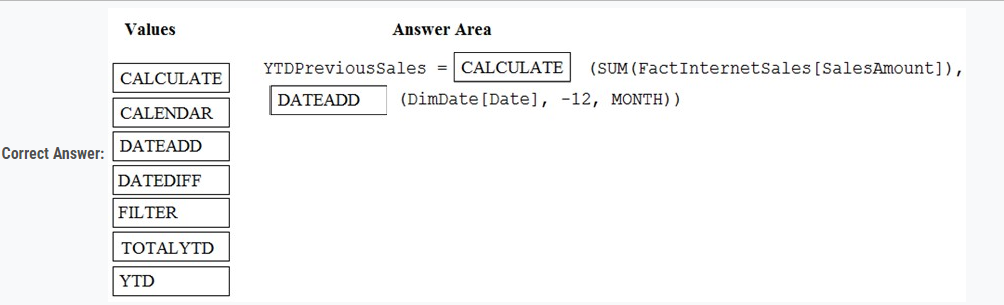 Values
Answer Area
YTDPreviousSales = CALCULATE (SUM(FactInternetSales[SalesAmount]),
DATEADD (DimDate[Date], -12, MONTH))
Correct Answer:
CALCULATE
CALENDAR
DATEADD
DATEDIFF
FILTER
TOTALYTD
YTD